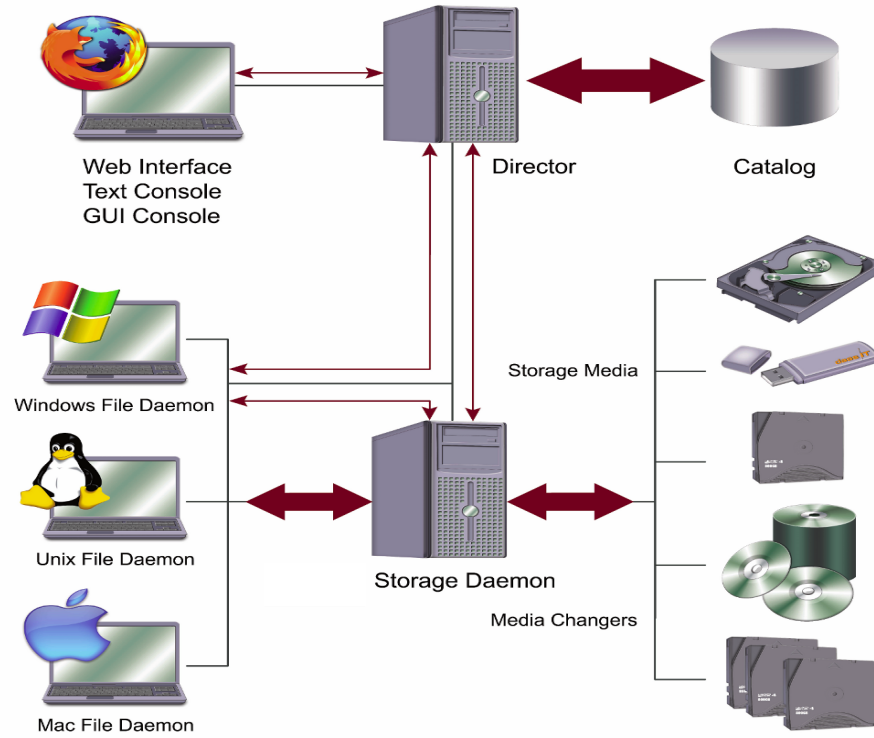 Web Interface
Text Console
GUI Console
Director
Catalog
Windows File Daemon
Storage Media
Unix File Daemon
Storage Daemon
Media Changers
Mac File Daemon